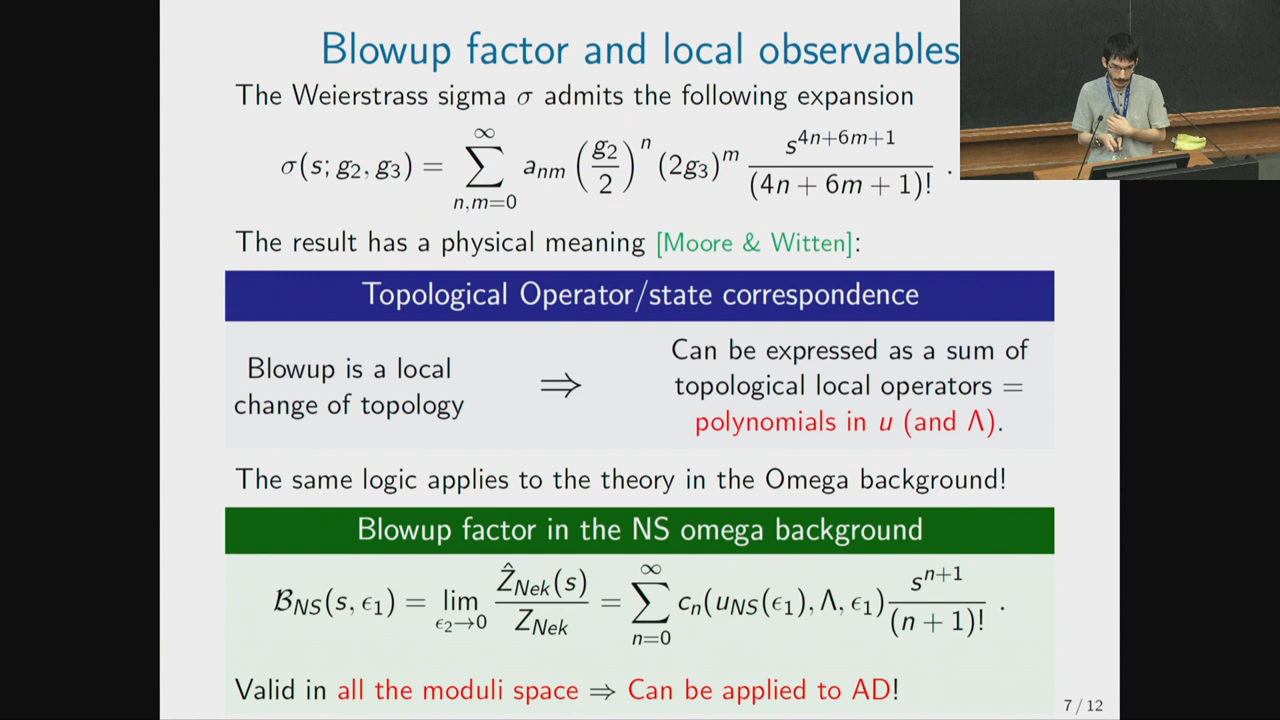 Blowup factor and local observables
The Weierstrass sigma σ admits the following expansion
σ(s; g₂, g₃) = ∑_{n,m=0}^{∞} a_{nm} (g₂/2)^n (2g₃)^m s^{4n+6m+1}/(4n + 6m + 1)! .
The result has a physical meaning [Moore & Witten]:
Topological Operator/state correspondence
Blowup is a local
change of topology
⇒
Can be expressed as a sum of
topological local operators =
polynomials in u (and Λ).
The same logic applies to the theory in the Omega background!
Blowup factor in the NS omega background
𝓑_{NS}(s, ϵ₁) = lim_{ϵ₂→0} Ẑ_{Nek}(s)/Z_{Nek} = ∑_{n=0}^{∞} c_n(u_{NS}(ϵ₁), Λ, ϵ₁) s^{n+1}/(n + 1)! .
Valid in all the moduli space ⇒ Can be applied to AD!
7 / 12